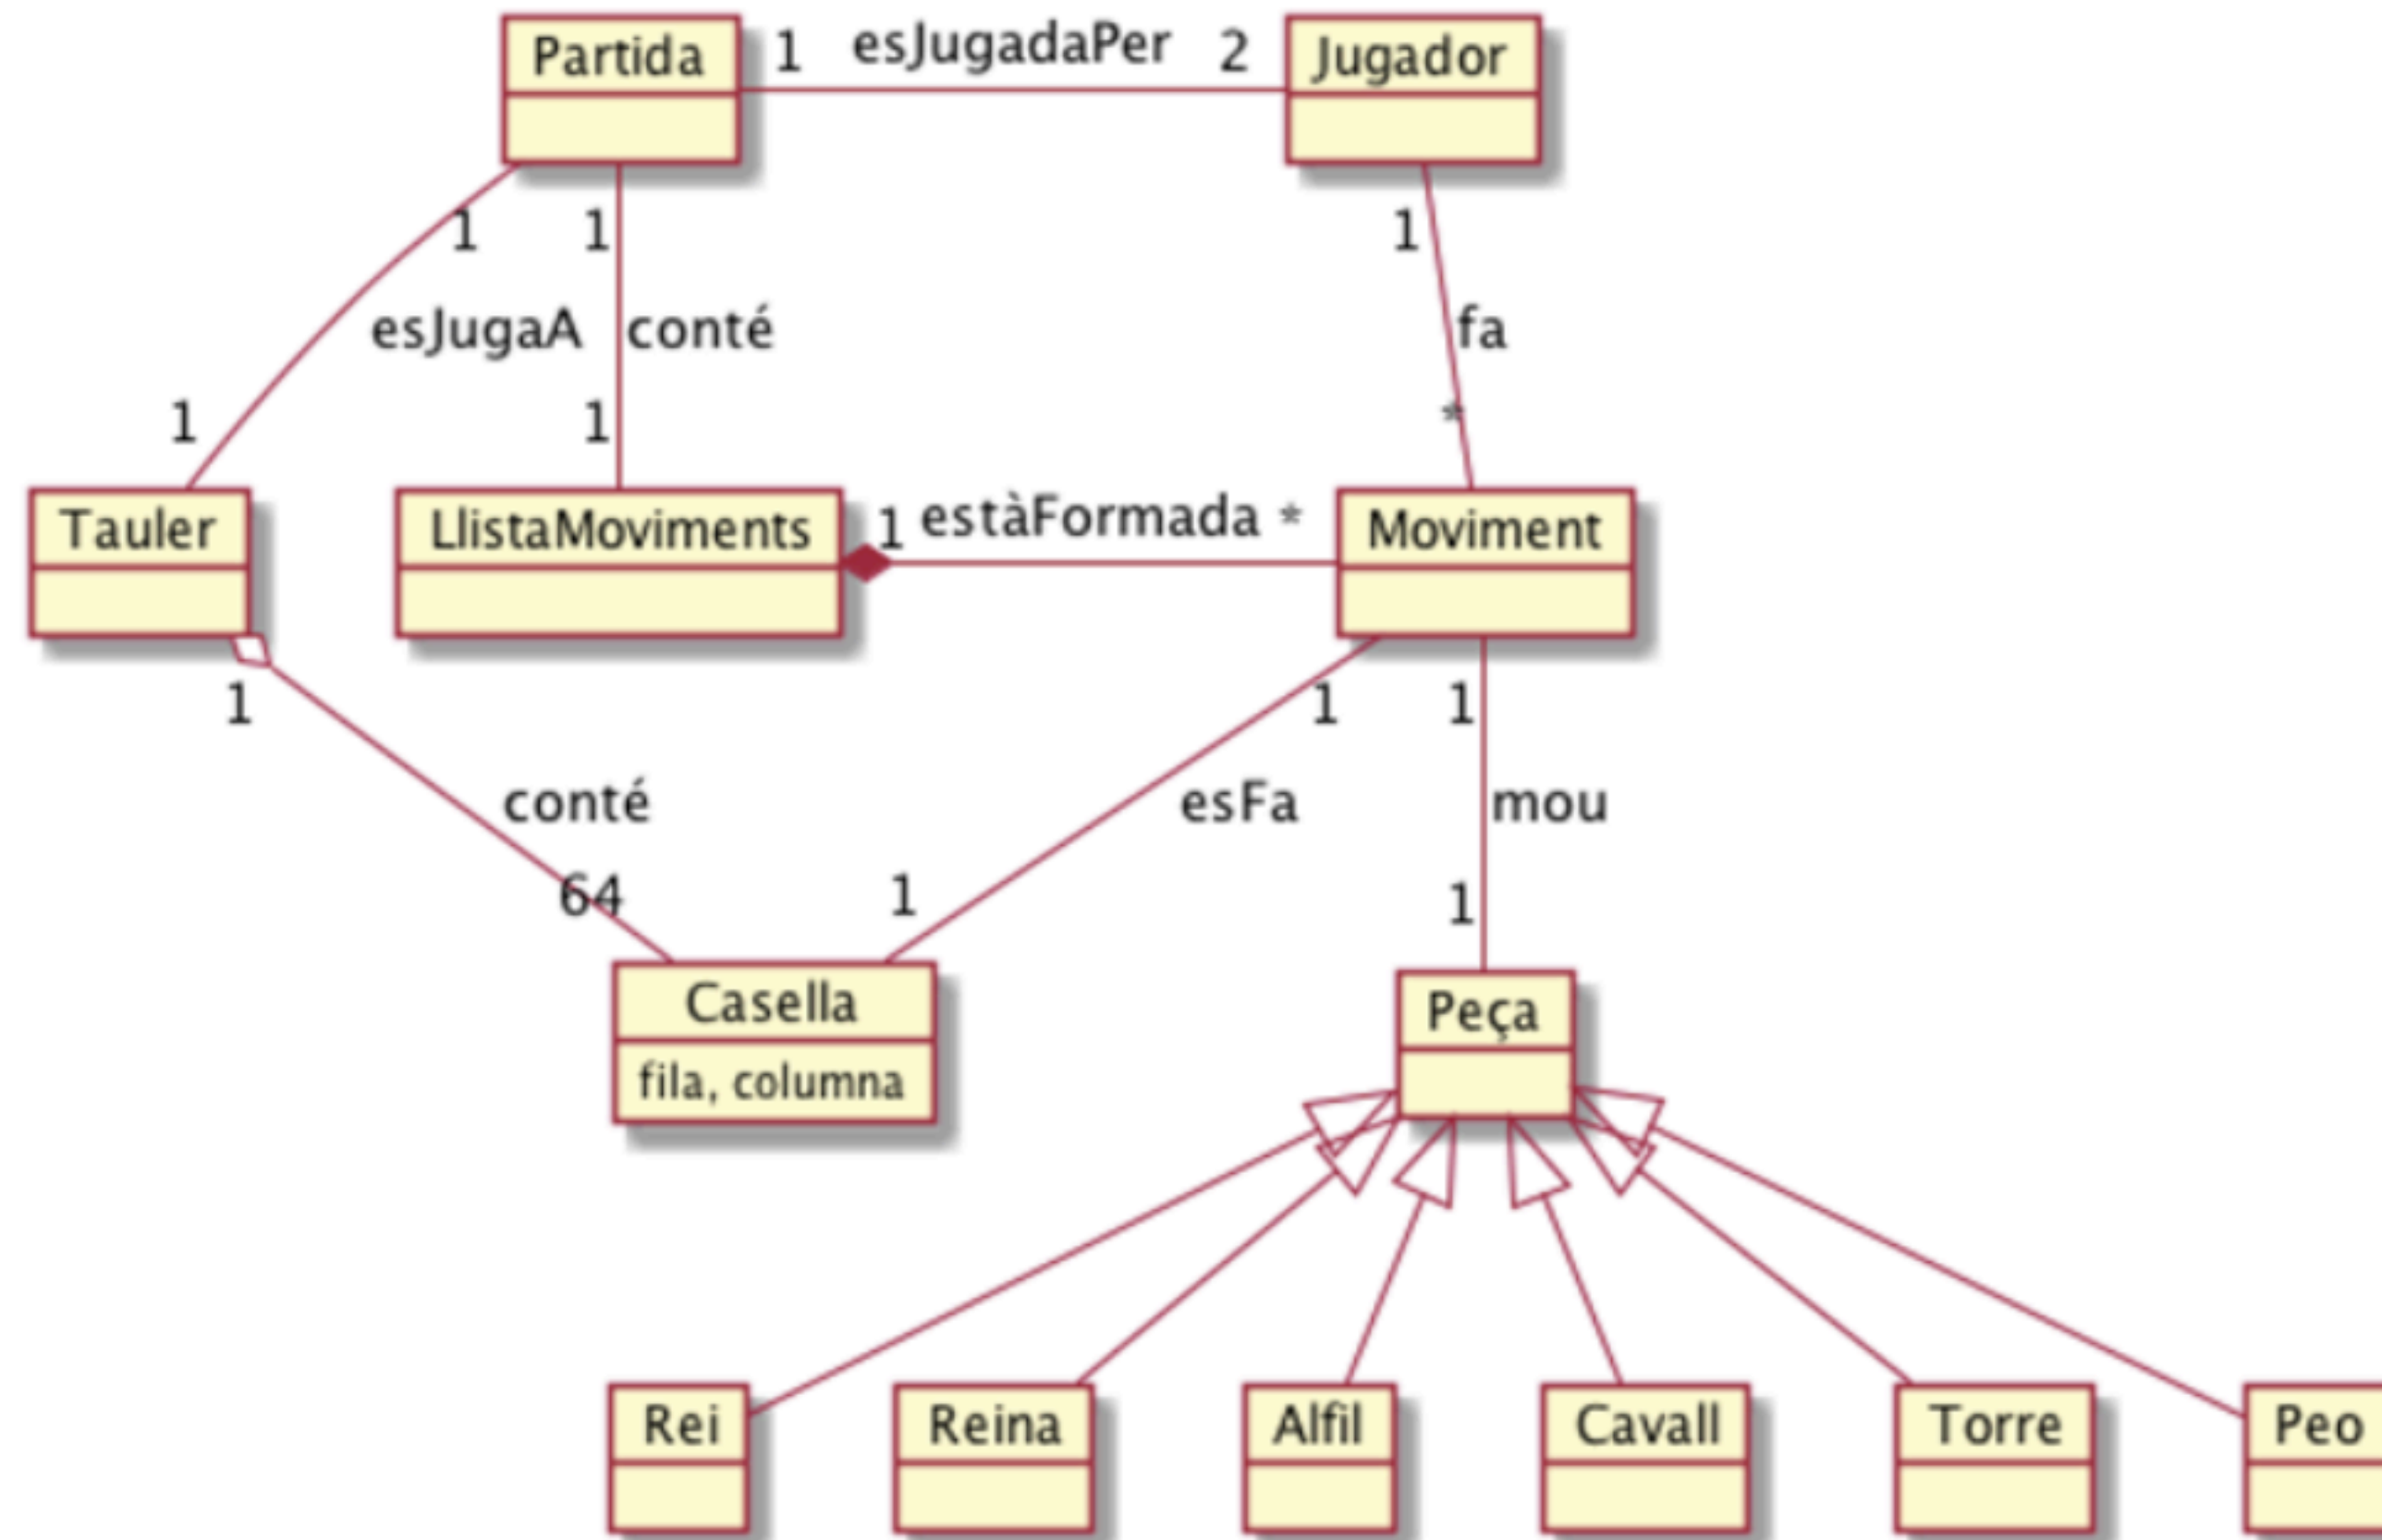 Partida
1 esJugadaPer 2
Jugador
1
1
1
esJugaA
conté
fa
1
1
*
Tauler
LlistaMoviments
1 estàFormada *
Moviment
1
1
1
conté
esFa
mou
64
1
1
Casella
fila, columna
Peça
Rei
Reina
Alfil
Cavall
Torre
Peo